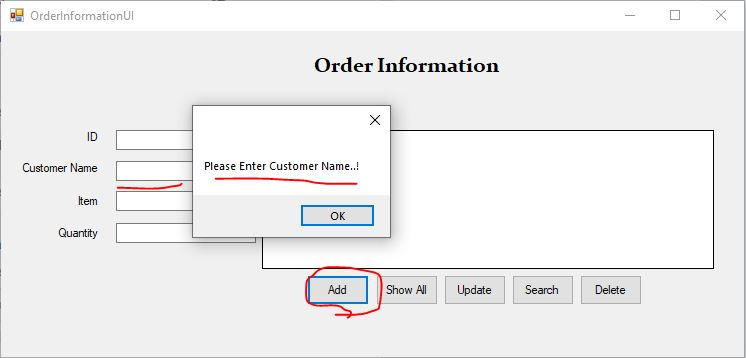 OrderInformationUI
Order Information
ID
Please Enter Customer Name..!
Customer Name
Item
OK
Quantity
Add
Show All
Update
Search
Delete